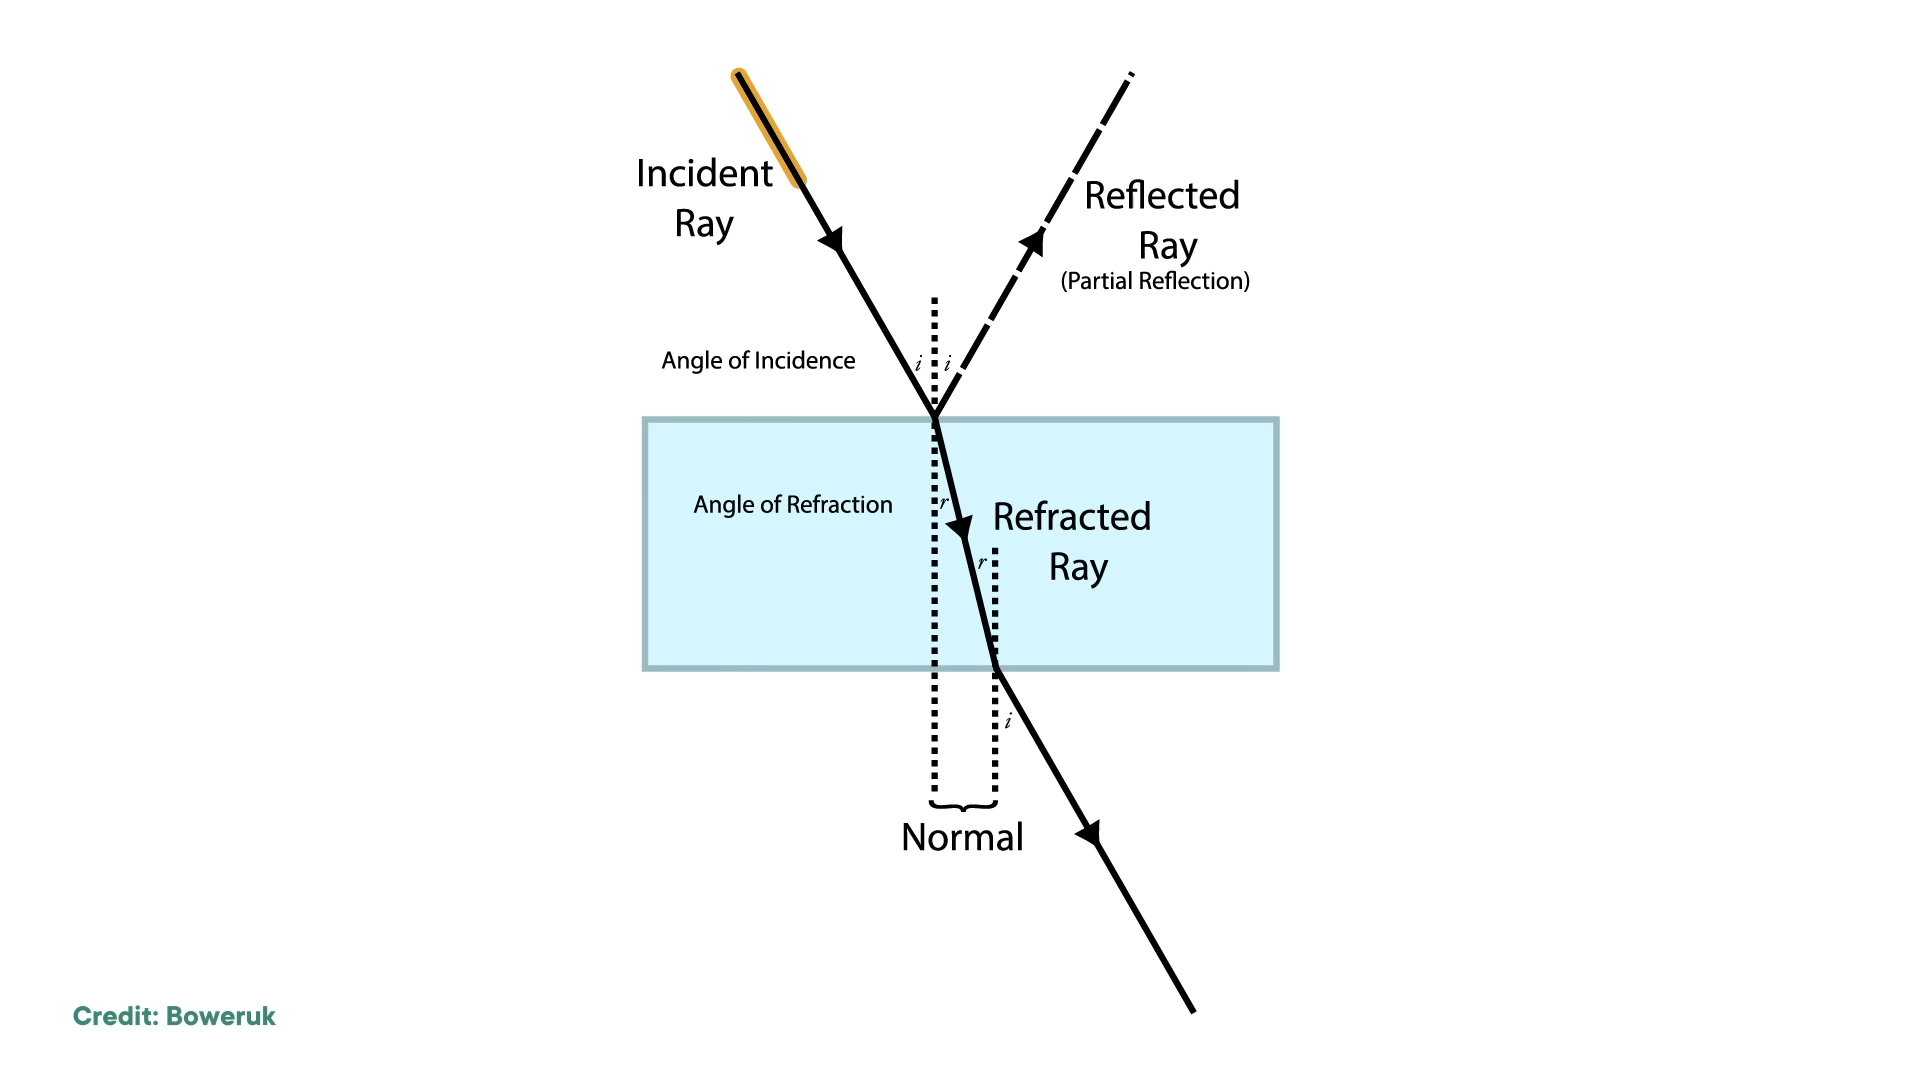 Incident
Ray
Reflected
Ray
(Partial Reflection)
Angle of Incidence
i
i
Angle of Refraction
r
Refracted
Ray
r
i
Normal
Credit: Boweruk